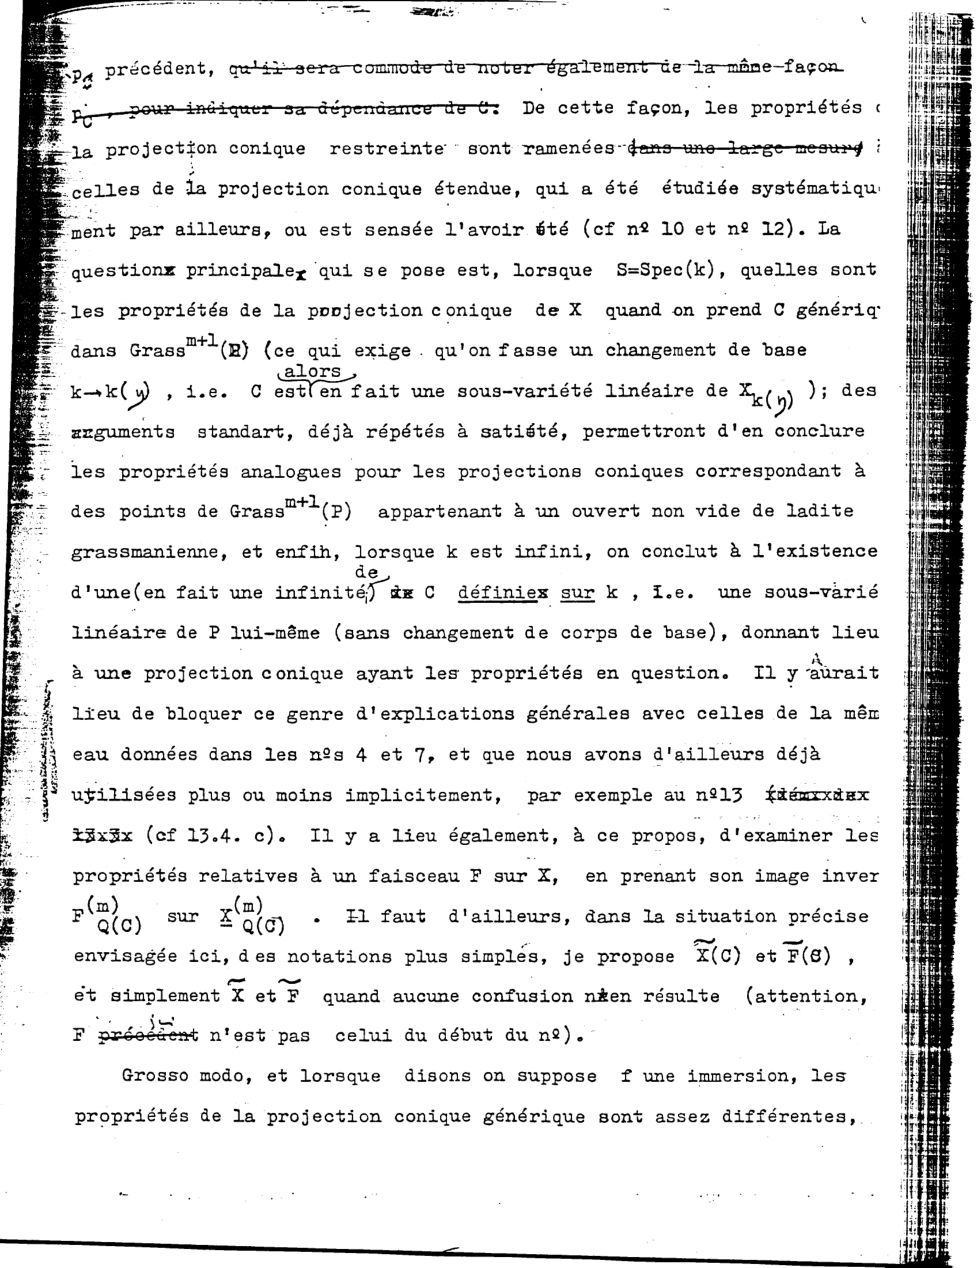 précédent, qu'il sera commode de noter également de la même façon
p_C , pour indiquer sa dépendance de C. De cette façon, les propriétés
la projection conique restreinte sont ramenées dans une large mesure
celles de la projection conique étendue, qui a été étudiée systématiqu
ment par ailleurs, ou est sensée l'avoir été (cf nº 10 et nº 12). La
question principale qui se pose est, lorsque S=Spec(k), quelles sont
les propriétés de la projection conique de X quand on prend C génériq
dans Grass^{m+1}(P) (ce qui exige qu'on fasse un changement de base
k→k(η) , i.e. C est alors en fait une sous-variété linéaire de X_{k(η)} ); des
arguments standart, déjà répétés à satiété, permettront d'en conclure
les propriétés analogues pour les projections coniques correspondant à
des points de Grass^{m+1}(P) appartenant à un ouvert non vide de ladite
grassmanienne, et enfih, lorsque k est infini, on conclut à l'existence
d'une(en fait une infinité) de C définie sur k , i.e. une sous-varié
linéaire de P lui-même (sans changement de corps de base), donnant lieu
à une projection conique ayant les propriétés en question. Il y aurait
lieu de bloquer ce genre d'explications générales avec celles de la mêm
eau données dans les nºs 4 et 7, et que nous avons d'ailleurs déjà
utilisées plus ou moins implicitement, par exemple au nº13
(cf 13.4. c). Il y a lieu également, à ce propos, d'examiner les
propriétés relatives à un faisceau F sur X, en prenant son image inver
F^{(m)}_{Q(C)} sur X^{(m)}_{Q(C)} . Il faut d'ailleurs, dans la situation précise
envisagée ici, des notations plus simples, je propose X̃(C) et F̃(C) ,
et simplement X̃ et F̃ quand aucune confusion n'en résulte (attention,
F précédent n'est pas celui du début du nº).
Grosso modo, et lorsque disons on suppose f une immersion, les
propriétés de la projection conique générique sont assez différentes,